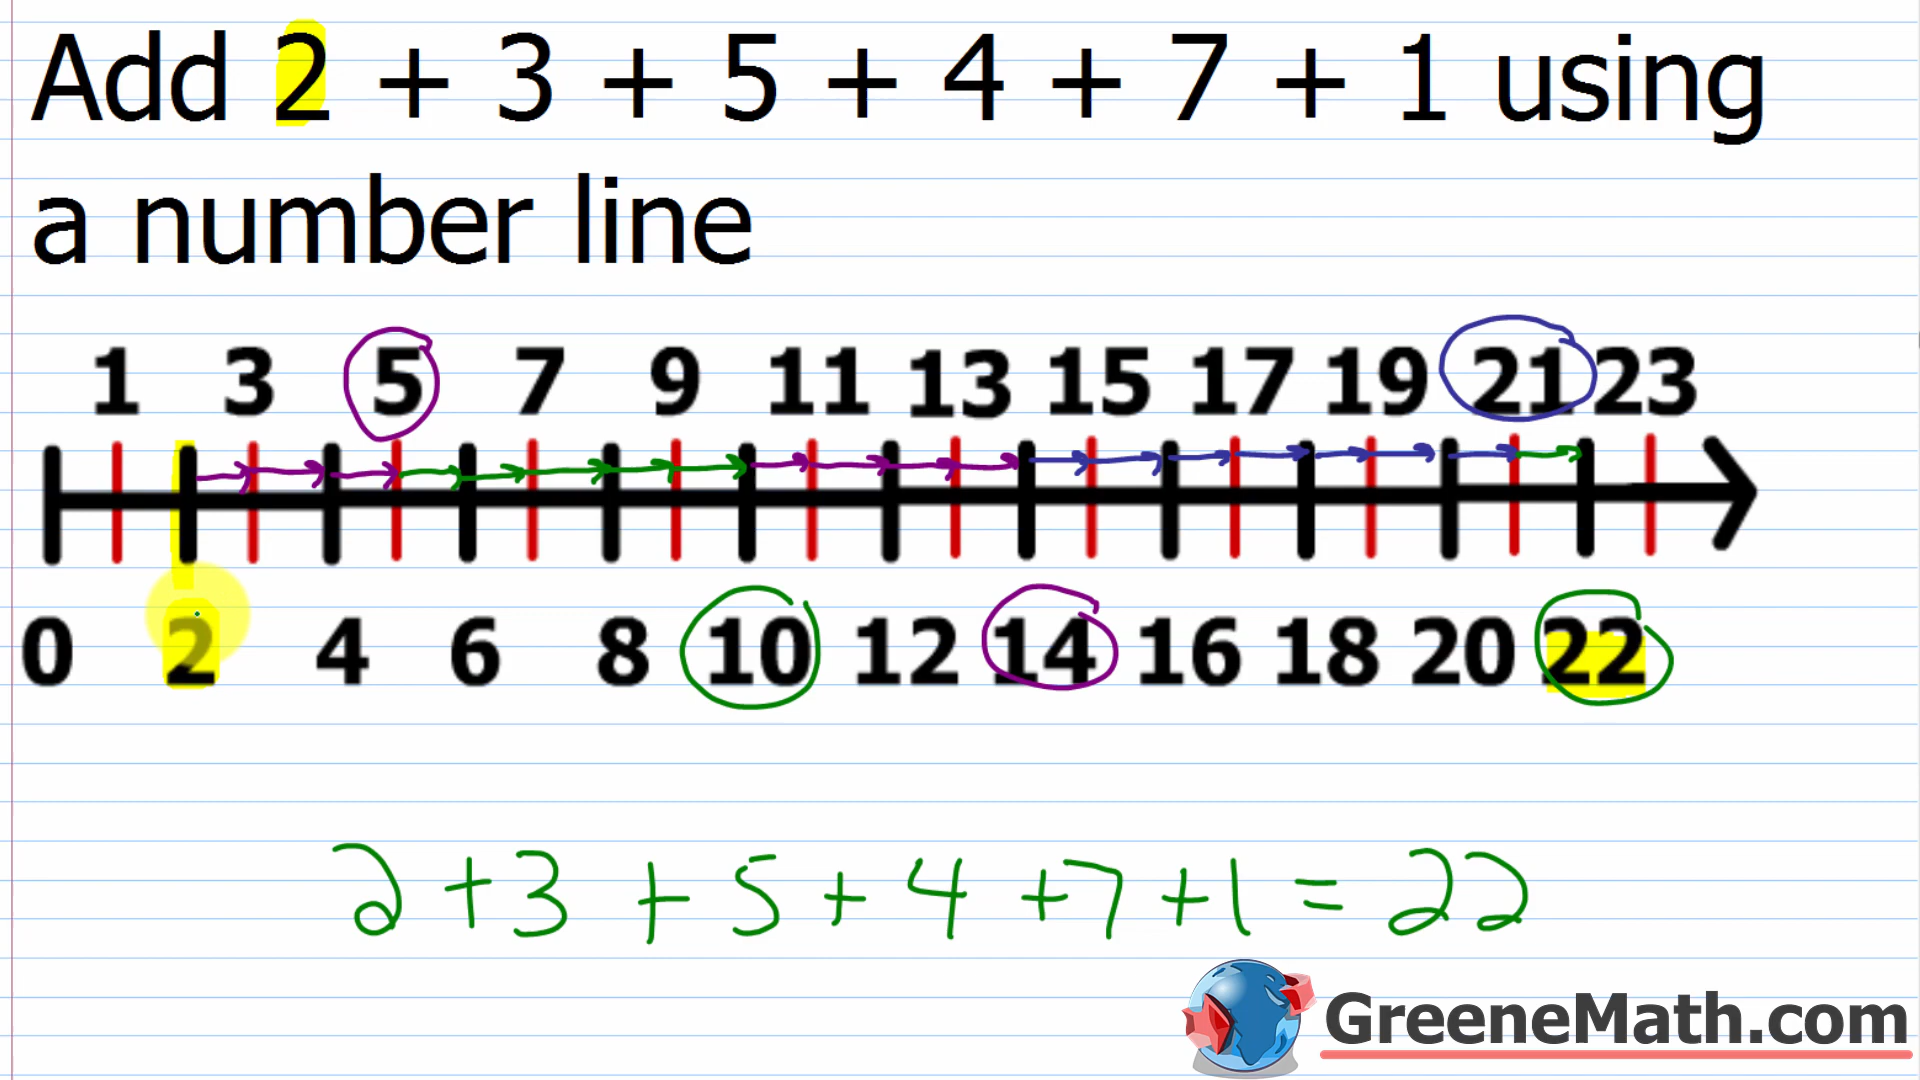 Add 2 + 3 + 5 + 4 + 7 + 1 using
a number line
1 3 5 7 9 11 13 15 17 19 21 23
0 2 4 6 8 10 12 14 16 18 20 22
2 + 3 + 5 + 4 + 7 + 1 = 22
GreeneMath.com